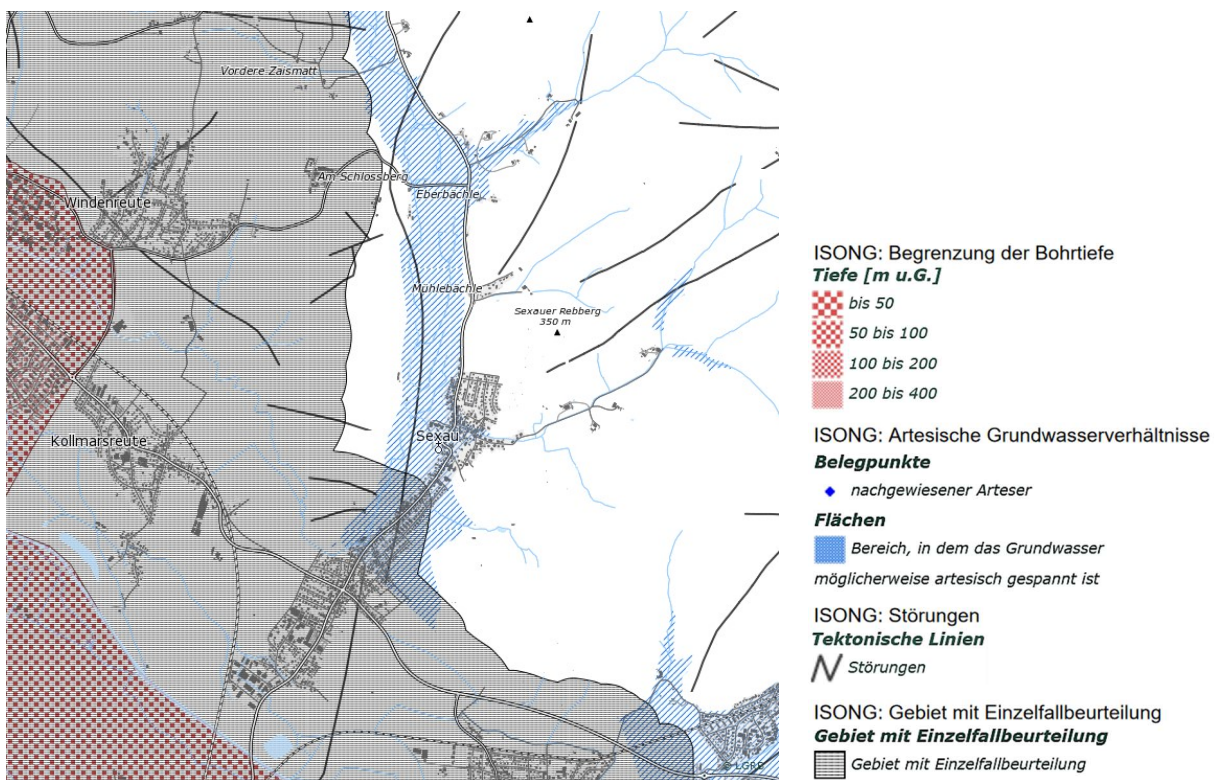 Vordere Zaismatt
Am Schlossberg
Windenreute
Eberbächle
Mühlebächle
Sexauer Rebberg
350 m
Kollmarsreute
Sexau
© LGRB
ISONG: Begrenzung der Bohrtiefe
Tiefe [m u.G.]
bis 50
50 bis 100
100 bis 200
200 bis 400
ISONG: Artesische Grundwasserverhältnisse
Belegpunkte
nachgewiesener Arteser
Flächen
Bereich, in dem das Grundwasser
möglicherweise artesisch gespannt ist
ISONG: Störungen
Tektonische Linien
Störungen
ISONG: Gebiet mit Einzelfallbeurteilung
Gebiet mit Einzelfallbeurteilung
Gebiet mit Einzelfallbeurteilung